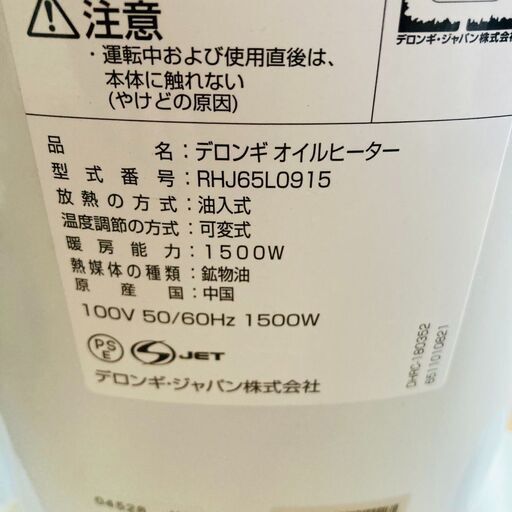 注意
・運転中および使用直後は、
本体に触れない
(やけどの原因)
デロンギ・ジャパン株式会
品名：デロンギ オイルヒーター
型式番号：RHJ65L0915
放熱の方式：油入式
温度調節の方式：可変式
暖房能力：1500W
熱媒体の種類：鉱物油
原産国：中国
100V 50/60Hz 1500W
PS
E
JET
デロンギ・ジャパン株式会社
DHRC-180352
6511010821
04528